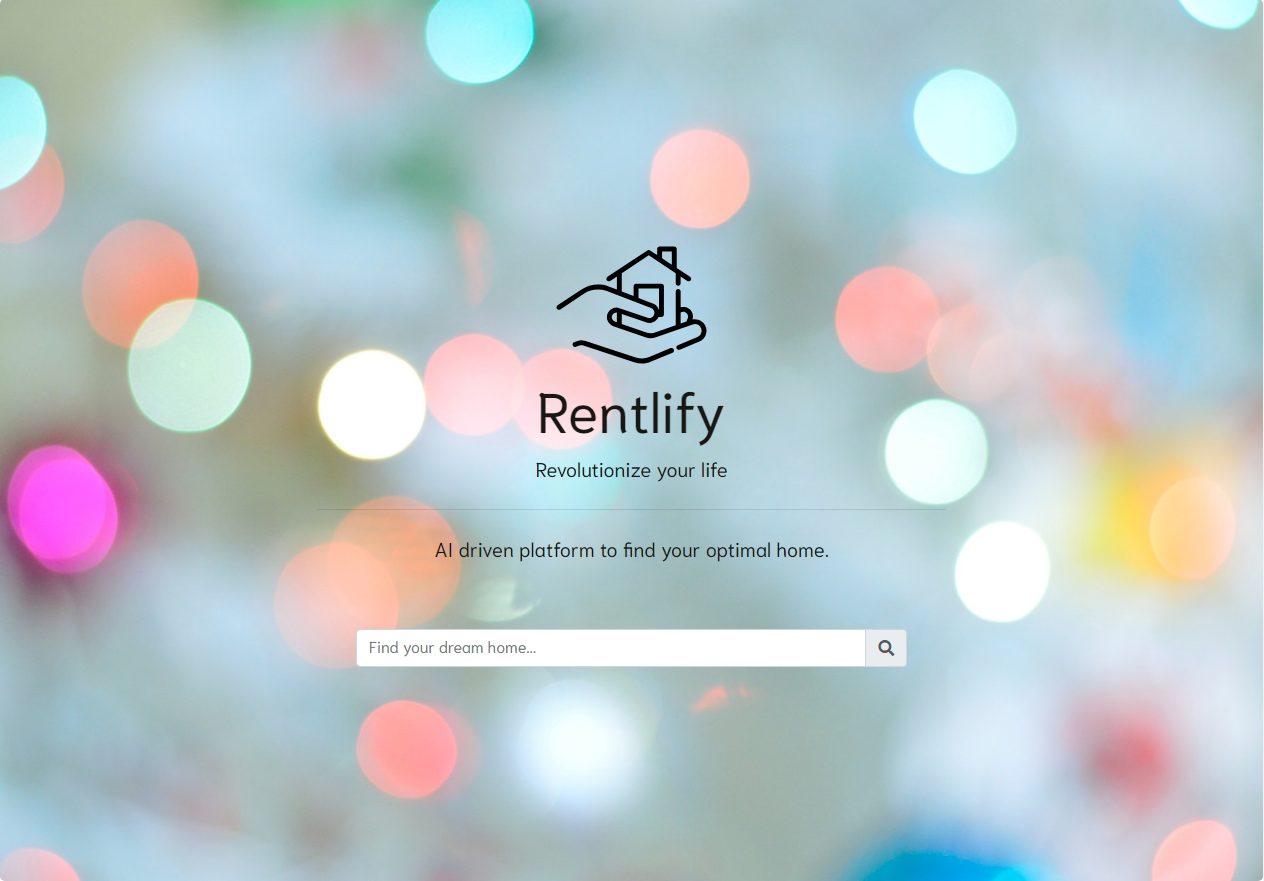 Rentlify
Revolutionize your life
AI driven platform to find your optimal home.
Find your dream home...